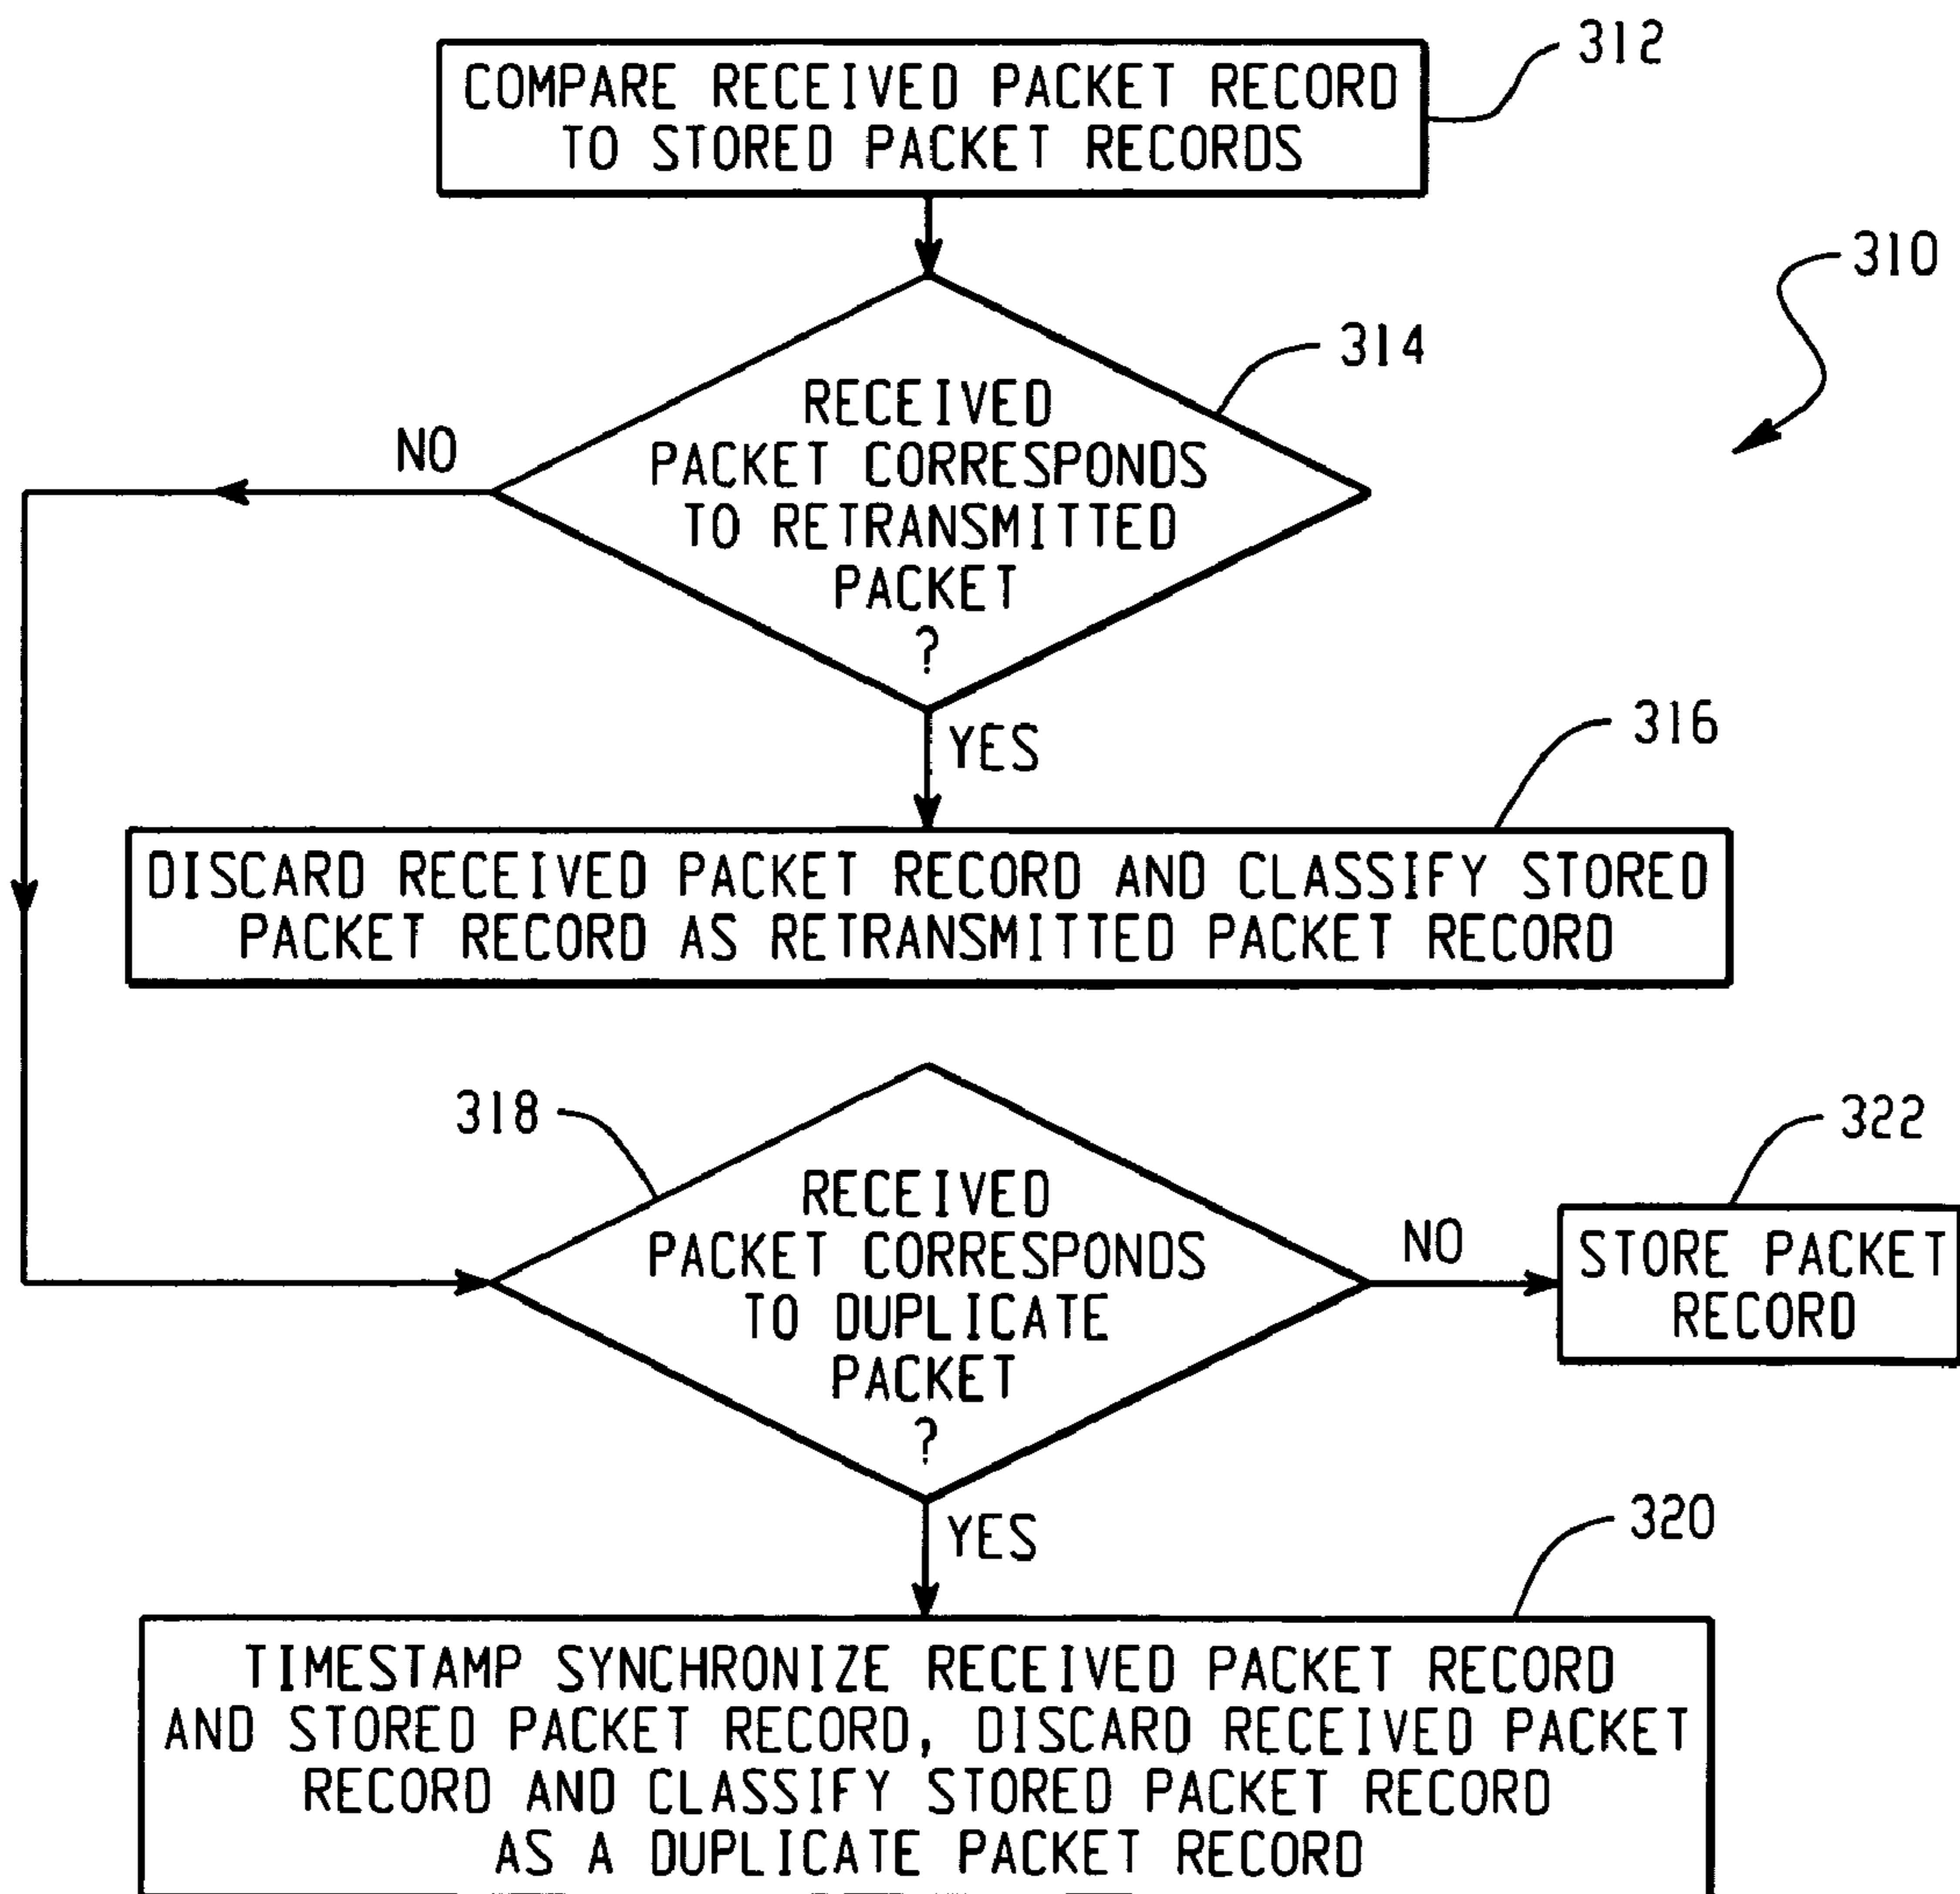 312
COMPARE RECEIVED PACKET RECORD
TO STORED PACKET RECORDS
310
314
RECEIVED
PACKET CORRESPONDS
TO RETRANSMITTED
PACKET
?
NO
YES
316
DISCARD RECEIVED PACKET RECORD AND CLASSIFY STORED
PACKET RECORD AS RETRANSMITTED PACKET RECORD
318
RECEIVED
PACKET CORRESPONDS
TO DUPLICATE
PACKET
?
NO
322
STORE PACKET
RECORD
YES
320
TIMESTAMP SYNCHRONIZE RECEIVED PACKET RECORD
AND STORED PACKET RECORD, DISCARD RECEIVED PACKET
RECORD AND CLASSIFY STORED PACKET RECORD
AS A DUPLICATE PACKET RECORD